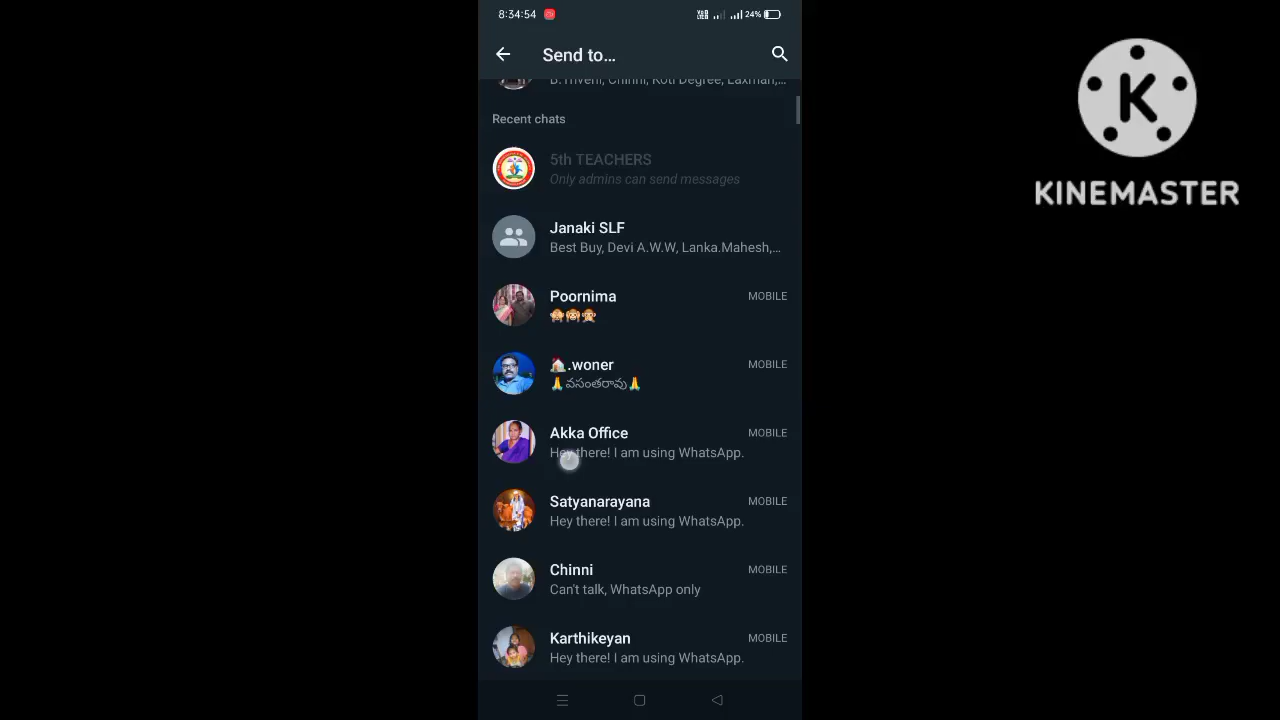 8:34:54
24%
Send to...
B.Triveni, Chinni, Koti Degree, Laxman,...
Recent chats
5th TEACHERS
Only admins can send messages
Janaki SLF
Best Buy, Devi A.W.W, Lanka.Mahesh,...
Poornima MOBILE
🙈🙉🙊
🏠.woner MOBILE
🙏వసంతరావు🙏
Akka Office MOBILE
Hey there! I am using WhatsApp.
Satyanarayana MOBILE
Hey there! I am using WhatsApp.
Chinni MOBILE
Can't talk, WhatsApp only
Karthikeyan MOBILE
Hey there! I am using WhatsApp.
K
KINEMASTER